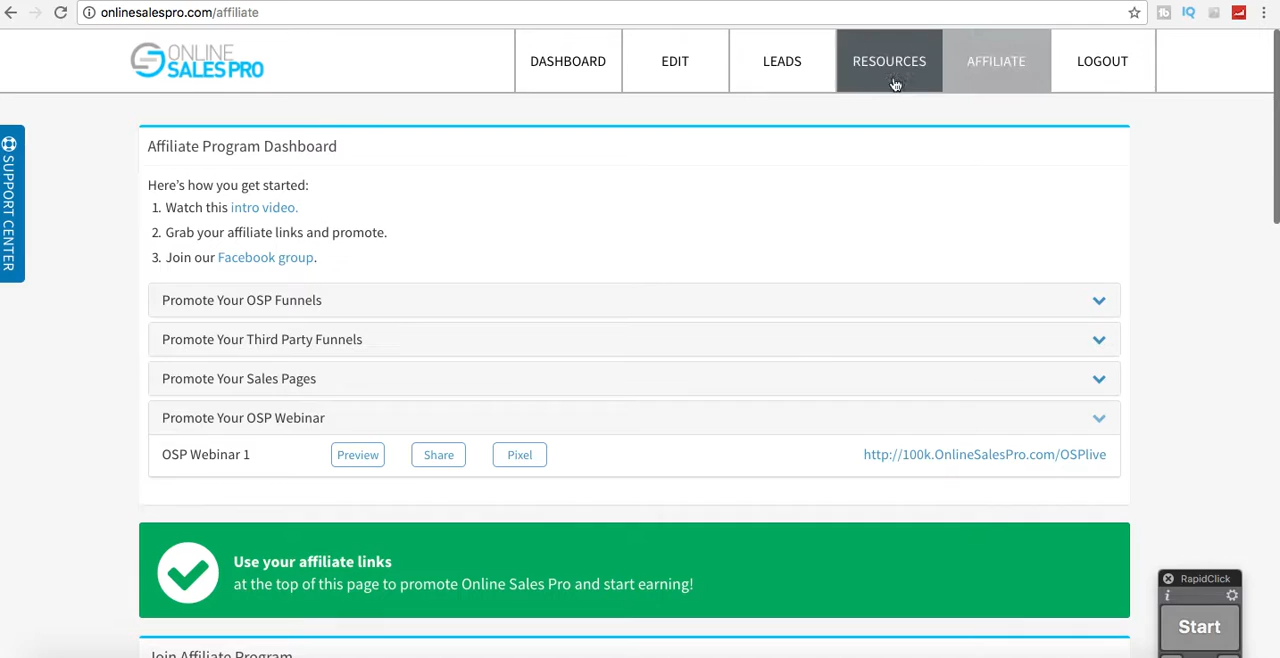 onlinesalespro.com/affiliate
IQ
ONLINE
SALES PRO
DASHBOARD
EDIT
LEADS
RESOURCES
AFFILIATE
LOGOUT
SUPPORT CENTER
Affiliate Program Dashboard
Here's how you get started:
1. Watch this intro video.
2. Grab your affiliate links and promote.
3. Join our Facebook group.
Promote Your OSP Funnels
Promote Your Third Party Funnels
Promote Your Sales Pages
Promote Your OSP Webinar
OSP Webinar 1 Preview Share Pixel http://100k.OnlineSalesPro.com/OSPlive
Use your affiliate links
at the top of this page to promote Online Sales Pro and start earning!
RapidClick
i
Start
Join Affiliate Program